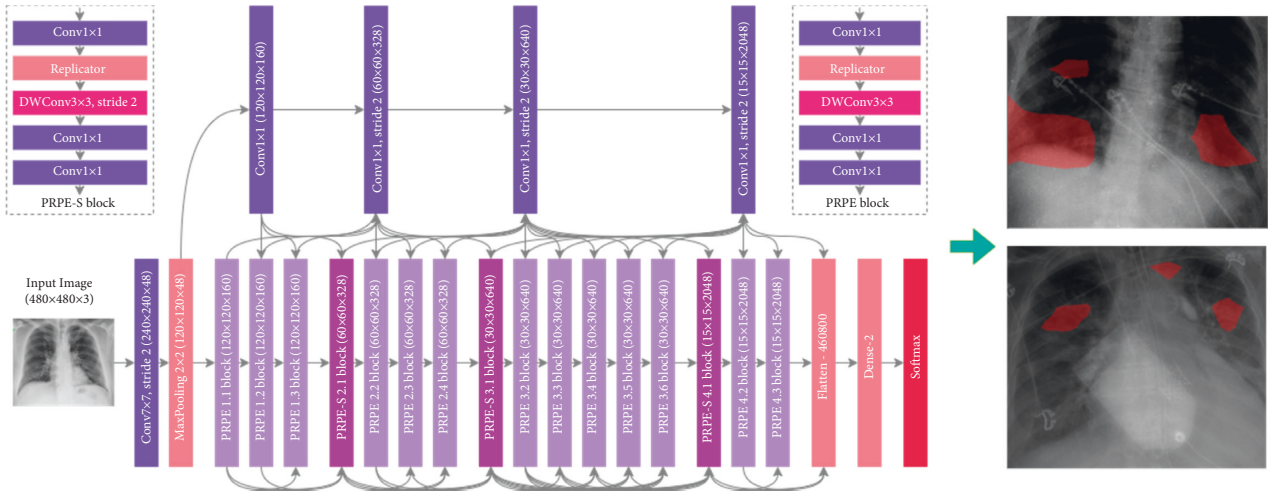 Conv1×1
Replicator
DWConv3×3, stride 2
Conv1×1
Conv1×1
PRPE-S block
Conv1×1 (120×120×160)
Conv1×1, stride 2 (60×60×328)
Conv1×1, stride 2 (30×30×640)
Conv1×1, stride 2 (15×15×2048)
Conv1×1
Replicator
DWConv3×3
Conv1×1
Conv1×1
PRPE block
Input Image
(480×480×3)
Conv7×7, stride 2 (240×240×48)
MaxPooling 2×2 (120×120×48)
PRPE 1.1 block (120×120×160)
PRPE 1.2 block (120×120×160)
PRPE 1.3 block (120×120×160)
PRPE-S 2.1 block (60×60×328)
PRPE 2.2 block (60×60×328)
PRPE 2.3 block (60×60×328)
PRPE 2.4 block (60×60×328)
PRPE-S 3.1 block (30×30×640)
PRPE 3.2 block (30×30×640)
PRPE 3.3 block (30×30×640)
PRPE 3.4 block (30×30×640)
PRPE 3.5 block (30×30×640)
PRPE 3.6 block (30×30×640)
PRPE-S 4.1 block (15×15×2048)
PRPE 4.2 block (15×15×2048)
PRPE 4.3 block (15×15×2048)
Flatten - 460800
Dense-2
Softmax